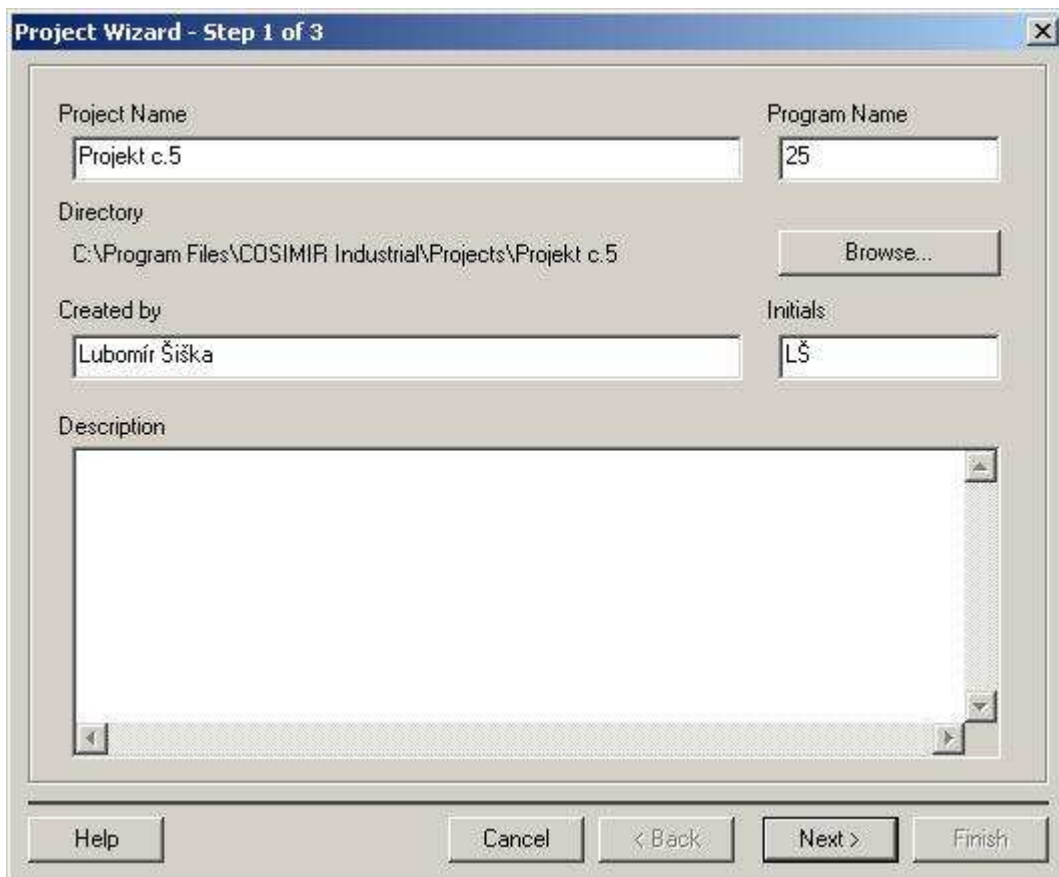 Project Wizard - Step 1 of 3
Project Name
Program Name
Projekt c.5
25
Directory
C:\Program Files\COSIMIR Industrial\Projects\Projekt c.5
Browse...
Created by
Initials
Lubomír Šiška
LŠ
Description
Help
Cancel
< Back
Next >
Finish